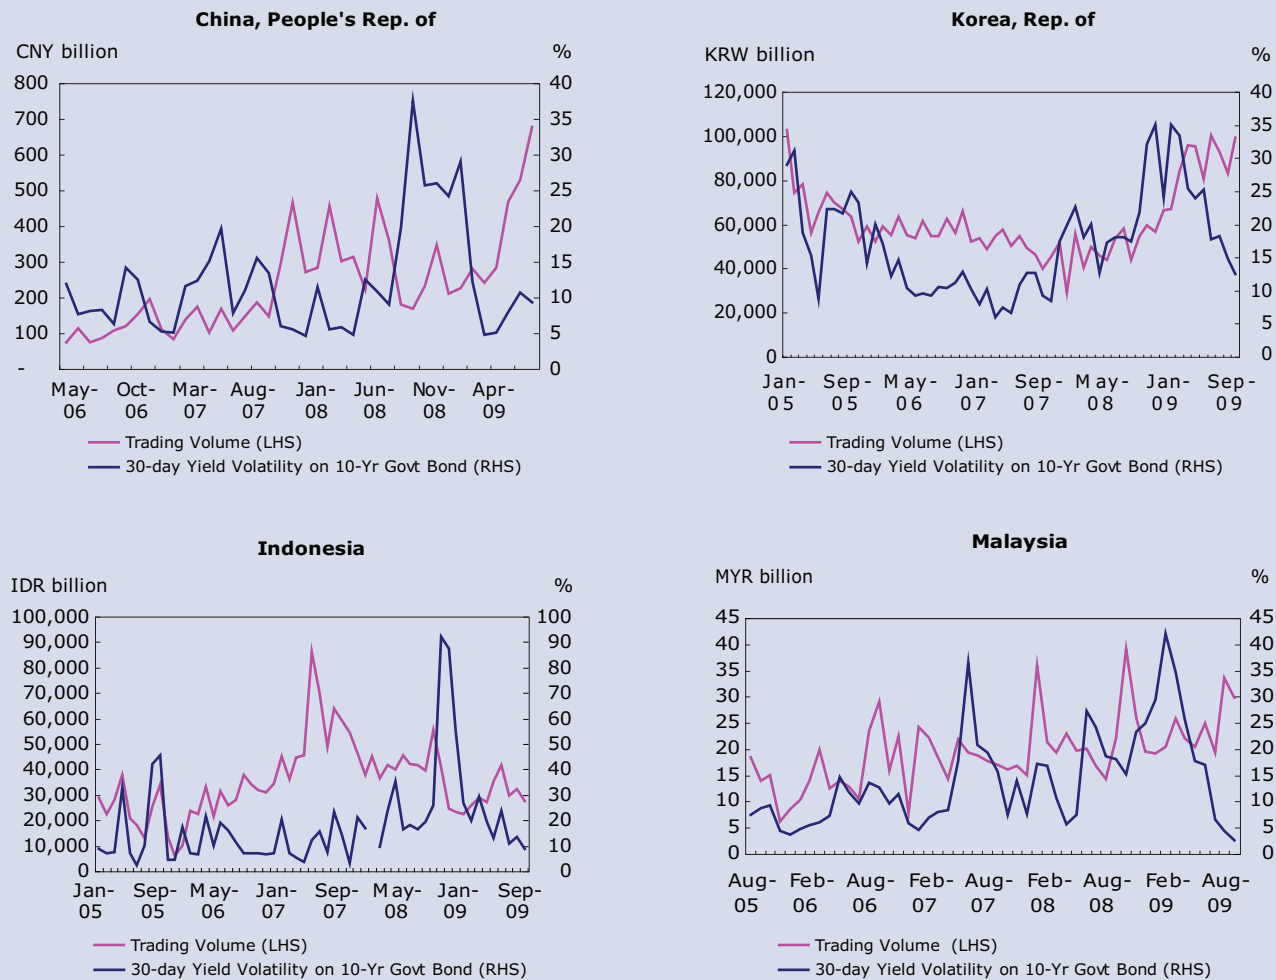 China, People's Rep. of
CNY billion
%
800
700
600
500
400
300
200
100
-
40
35
30
25
20
15
10
5
0
May-
06
Oct-
06
Mar-
07
Aug-
07
Jan-
08
Jun-
08
Nov-
08
Apr-
09
Trading Volume (LHS)
30-day Yield Volatility on 10-Yr Govt Bond (RHS)
Korea, Rep. of
KRW billion
%
120,000
100,000
80,000
60,000
40,000
20,000
0
40
35
30
25
20
15
10
5
0
Jan-
05
Sep-
05
May-
06
Jan-
07
Sep-
07
May-
08
Jan-
09
Sep-
09
Trading Volume (LHS)
30-day Yield Volatility on 10-Yr Govt Bond (RHS)
Indonesia
IDR billion
%
100,000
90,000
80,000
70,000
60,000
50,000
40,000
30,000
20,000
10,000
0
100
90
80
70
60
50
40
30
20
10
0
Jan-
05
Sep-
05
May-
06
Jan-
07
Sep-
07
May-
08
Jan-
09
Sep-
09
Trading Volume (LHS)
30-day Yield Volatility on 10-Yr Govt Bond (RHS)
Malaysia
MYR billion
%
45
40
35
30
25
20
15
10
5
0
45
40
35
30
25
20
15
10
5
0
Aug-
05
Feb-
06
Aug-
06
Feb-
07
Aug-
07
Feb-
08
Aug-
08
Feb-
09
Aug-
09
Trading Volume (LHS)
30-day Yield Volatility on 10-Yr Govt Bond (RHS)